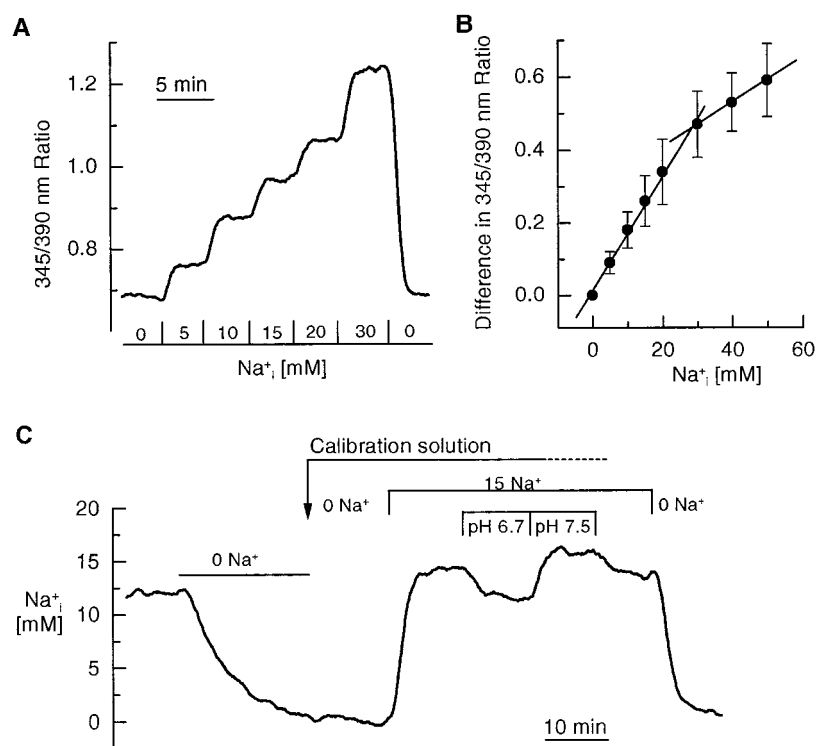 A
345/390 nm Ratio
1.2
1.0
0.8
5 min
0 5 10 15 20 30 0
Na⁺ᵢ [mM]
B
Difference in 345/390 nm Ratio
0.6
0.4
0.2
0.0
0 20 40 60
Na⁺ᵢ [mM]
C
Calibration solution
0 Na⁺ 15 Na⁺ 0 Na⁺
pH 6.7 pH 7.5
0 Na⁺
Na⁺ᵢ
[mM]
20
15
10
5
0
10 min